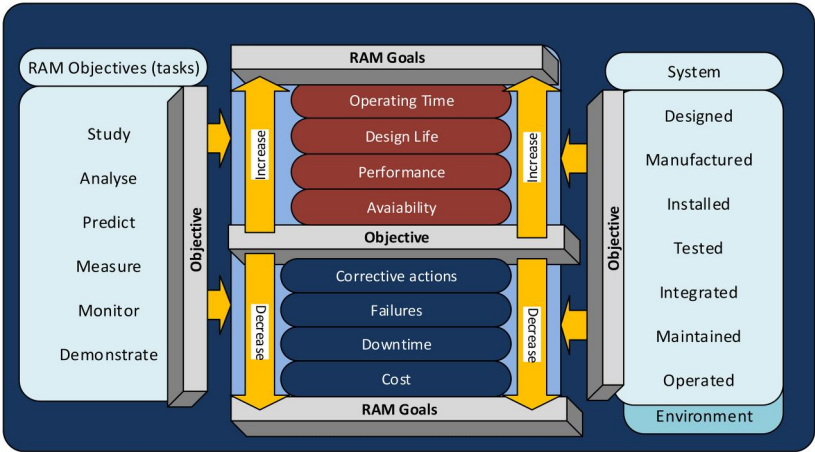 RAM Objectives (tasks)
Study
Analyse
Predict
Measure
Monitor
Demonstrate
Objective
RAM Goals
Increase
Operating Time
Design Life
Performance
Avaiability
Increase
Objective
Decrease
Corrective actions
Failures
Downtime
Cost
Decrease
RAM Goals
Objective
System
Designed
Manufactured
Installed
Tested
Integrated
Maintained
Operated
Environment